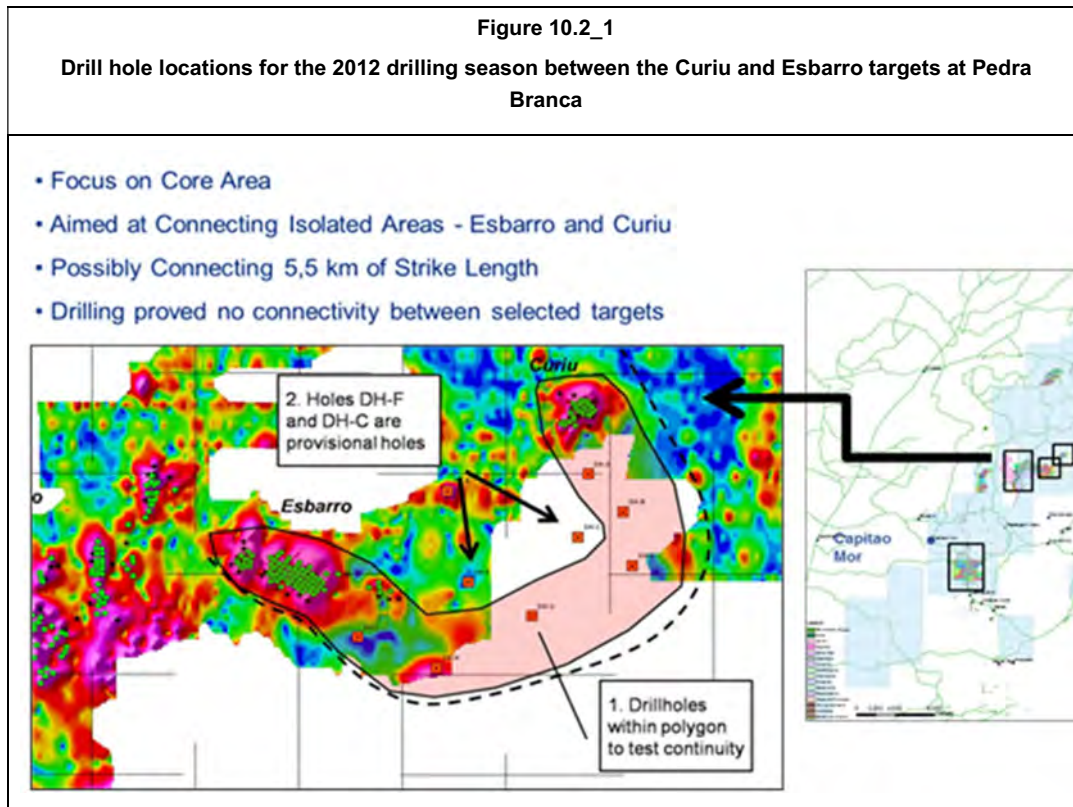 Figure 10.2_1
Drill hole locations for the 2012 drilling season between the Curiu and Esbarro targets at Pedra
Branca
• Focus on Core Area
• Aimed at Connecting Isolated Areas - Esbarro and Curiu
• Possibly Connecting 5,5 km of Strike Length
• Drilling proved no connectivity between selected targets
Curiu
2. Holes DH-F
and DH-C are
provisional holes
Esbarro
o
1. Drillholes
within polygon
to test continuity
Capitao
Mor